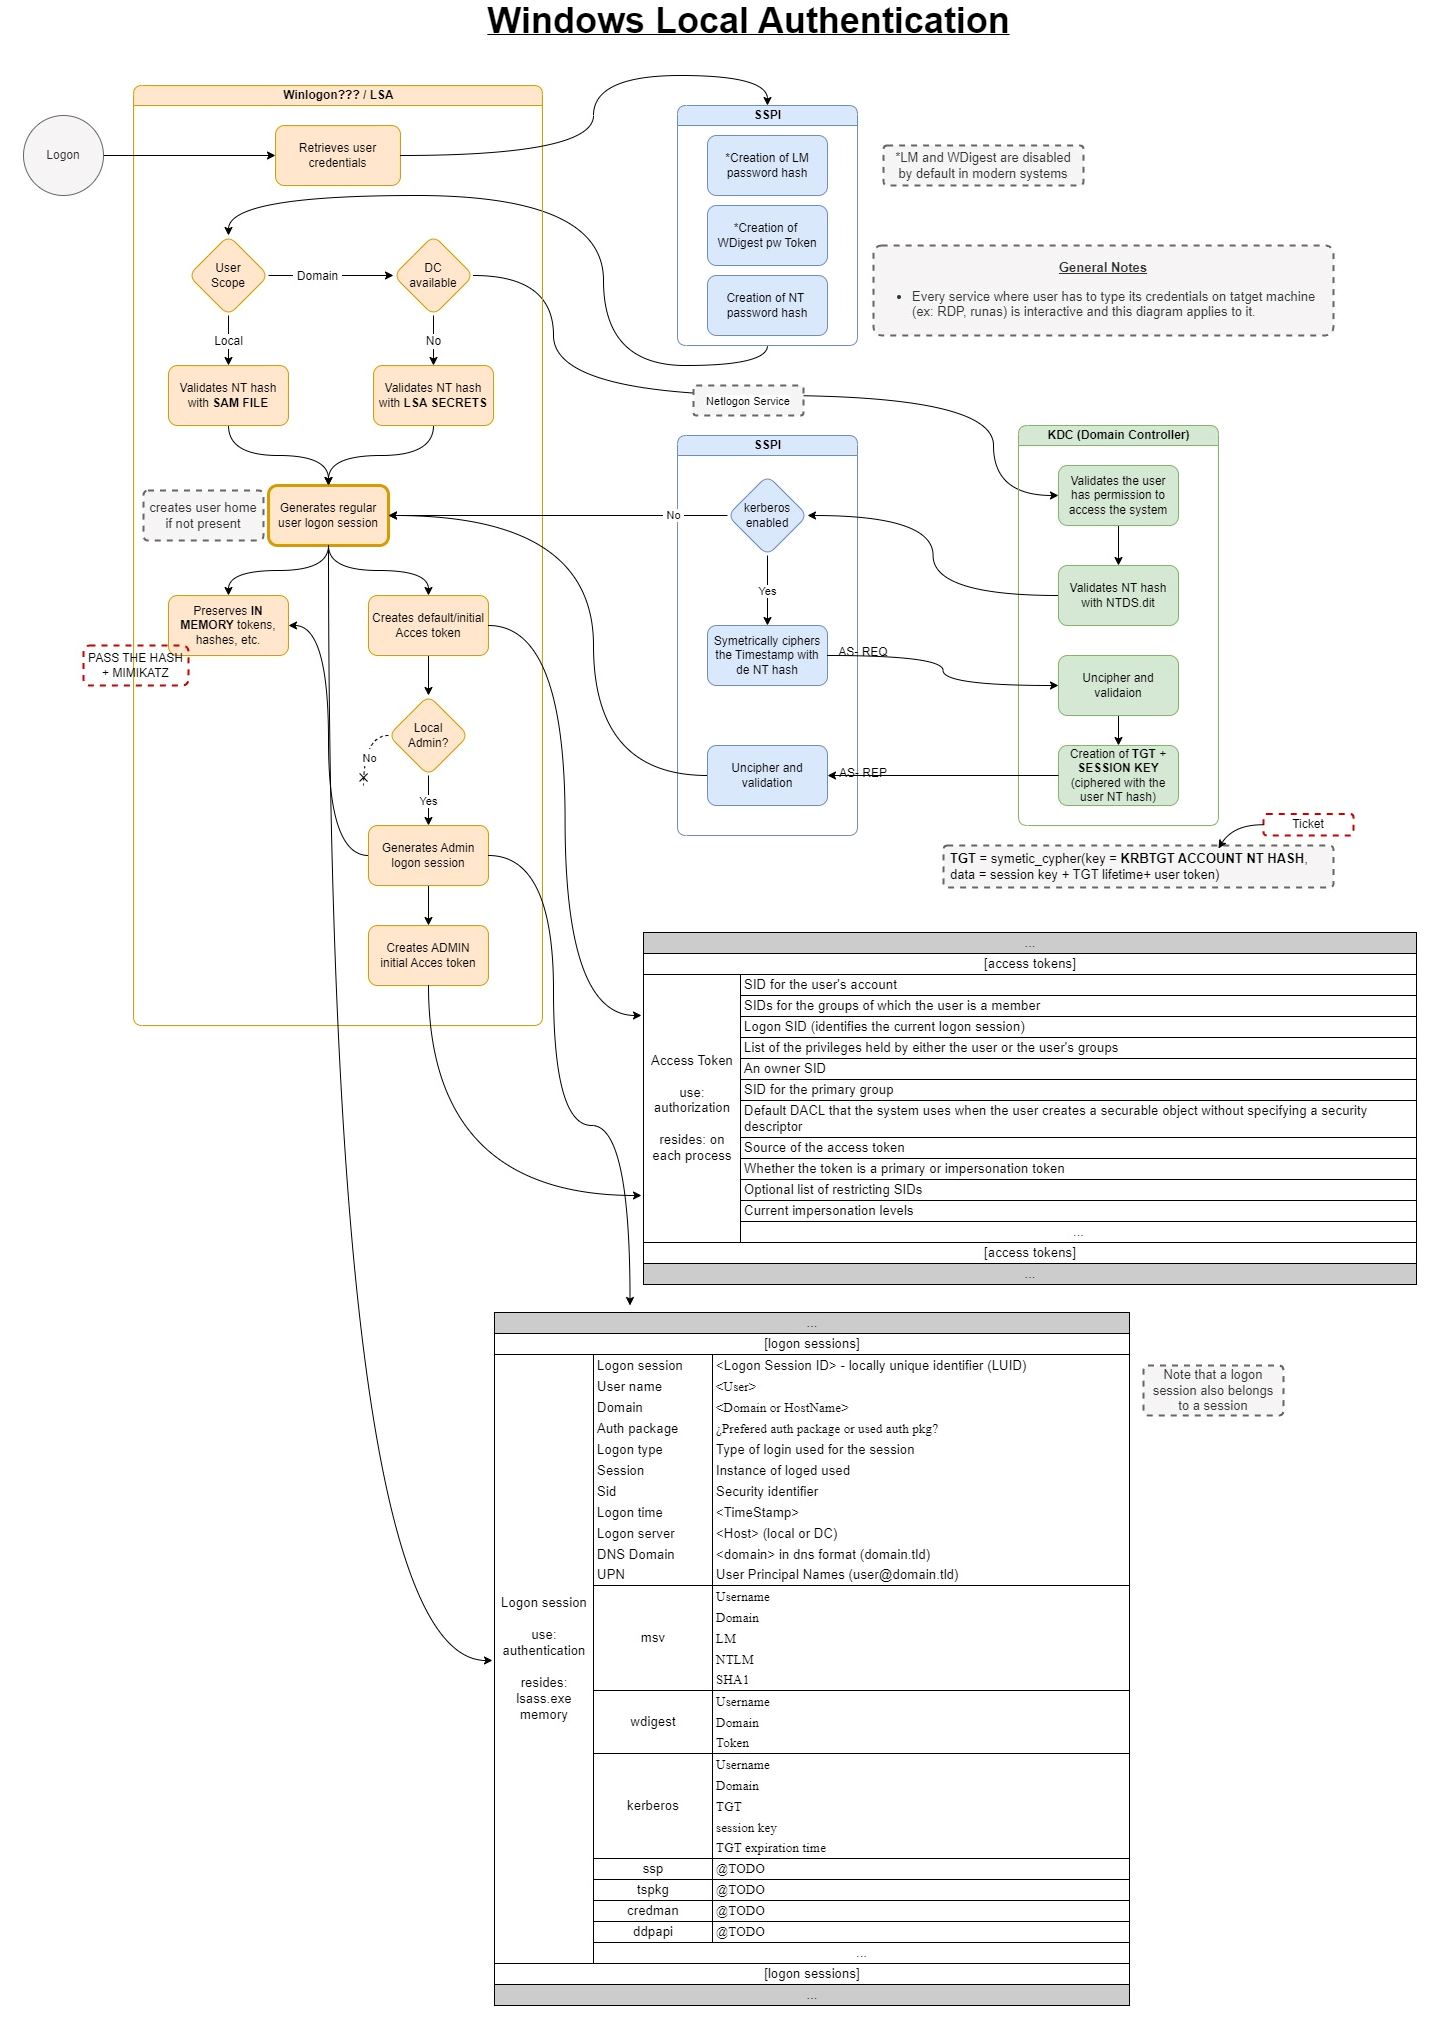 Windows Local Authentication
Winlogon??? / LSA
Logon
Retrieves user
credentials
SSPI
*Creation of LM
password hash
*Creation of
WDigest pw Token
Creation of NT
password hash
*LM and WDigest are disabled
by default in modern systems
General Notes
• Every service where user has to type its credentials on tatget machine
(ex: RDP, runas) is interactive and this diagram applies to it.
User
Scope
Domain
DC
available
Local
No
Validates NT hash
with SAM FILE
Validates NT hash
with LSA SECRETS
Netlogon Service
creates user home
if not present
Generates regular
user logon session
SSPI
kerberos
enabled
No
Yes
Symetrically ciphers
the Timestamp with
de NT hash
AS- REQ
Uncipher and
validation
AS- REP
KDC (Domain Controller)
Validates the user
has permission to
access the system
Validates NT hash
with NTDS.dit
Uncipher and
validaion
Creation of TGT +
SESSION KEY
(ciphered with the
user NT hash)
Ticket
TGT = symetic_cypher(key = KRBTGT ACCOUNT NT HASH,
data = session key + TGT lifetime+ user token)
Preserves IN
MEMORY tokens,
hashes, etc.
PASS THE HASH
+ MIMIKATZ
Creates default/initial
Acces token
Local
Admin?
No
Yes
Generates Admin
logon session
Creates ADMIN
initial Acces token
...
[access tokens]
Access Token
use:
authorization
resides: on
each process
SID for the user's account
SIDs for the groups of which the user is a member
Logon SID (identifies the current logon session)
List of the privileges held by either the user or the user's groups
An owner SID
SID for the primary group
Default DACL that the system uses when the user creates a securable object without specifying a security
descriptor
Source of the access token
Whether the token is a primary or impersonation token
Optional list of restricting SIDs
Current impersonation levels
...
[access tokens]
...
...
[logon sessions]
Logon session
use:
authentication
resides:
lsass.exe
memory
Logon session <Logon Session ID> - locally unique identifier (LUID)
User name <User>
Domain <Domain or HostName>
Auth package ¿Prefered auth package or used auth pkg?
Logon type Type of login used for the session
Session Instance of loged used
Sid Security identifier
Logon time <TimeStamp>
Logon server <Host> (local or DC)
DNS Domain <domain> in dns format (domain.tld)
UPN User Principal Names (user@domain.tld)
msv
Username
Domain
LM
NTLM
SHA1
wdigest
Username
Domain
Token
kerberos
Username
Domain
TGT
session key
TGT expiration time
ssp @TODO
tspkg @TODO
credman @TODO
ddpapi @TODO
...
[logon sessions]
...
Note that a logon
session also belongs
to a session